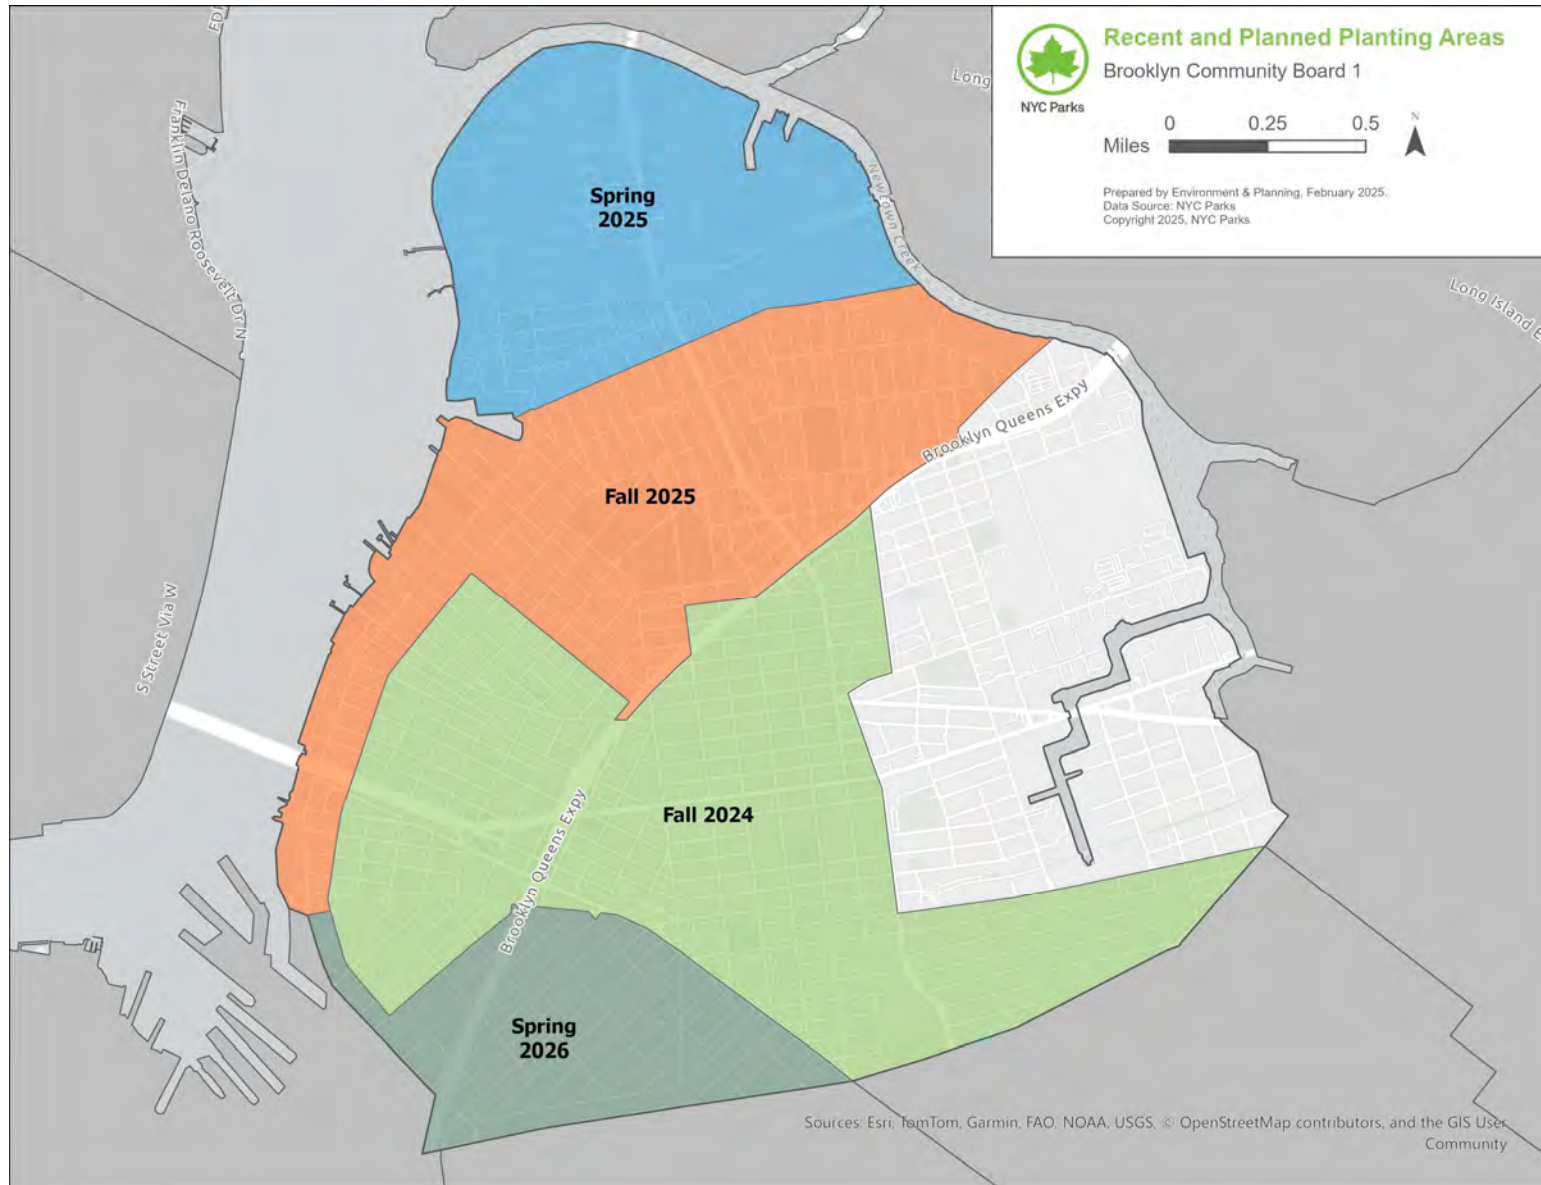 Recent and Planned Planting Areas
Brooklyn Community Board 1
NYC Parks
0 0.25 0.5
Miles
N
Prepared by Environment & Planning, February 2025.
Data Source: NYC Parks
Copyright 2025, NYC Parks
Long
Long Island E
Franklin Delano Roosevelt Dr N
Newtown Creek
Spring
2025
Brooklyn Queens Expy
Fall 2025
S Street Via W
Fall 2024
Brooklyn Queens Expy
Spring
2026
Sources: Esri, TomTom, Garmin, FAO, NOAA, USGS, © OpenStreetMap contributors, and the GIS User
Community